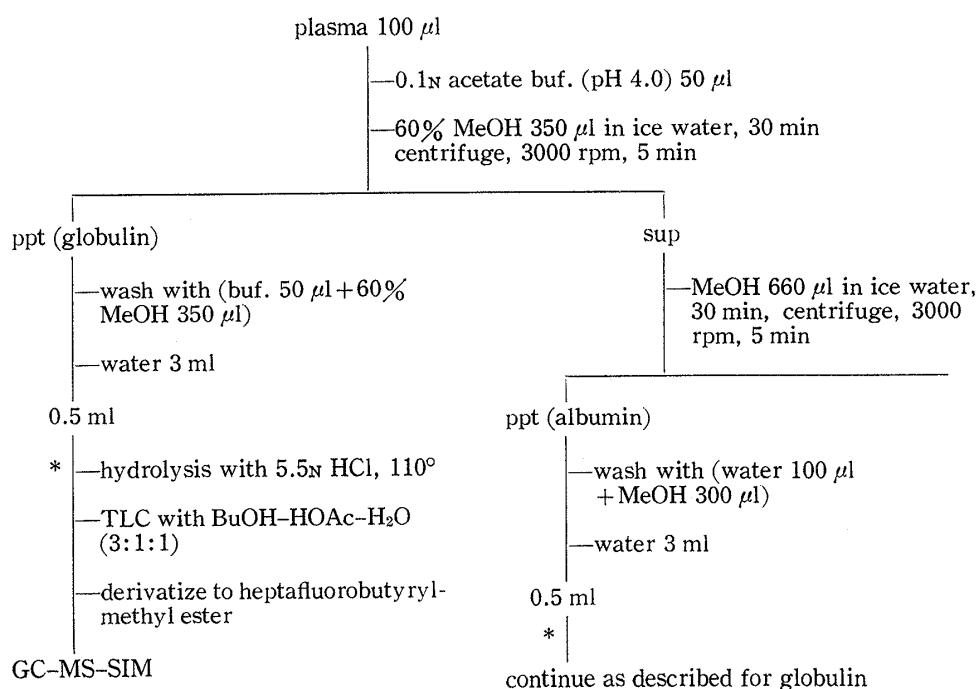 plasma 100 μl
0.1N acetate buf. (pH 4.0) 50 μl
60% MeOH 350 μl in ice water, 30 min
centrifuge, 3000 rpm, 5 min
ppt (globulin)
wash with (buf. 50 μl+60%
MeOH 350 μl)
water 3 ml
0.5 ml
*
hydrolysis with 5.5N HCl, 110°
TLC with BuOH–HOAc–H₂O
(3:1:1)
derivatize to heptafluorobutyryl-
methyl ester
GC–MS–SIM
sup
MeOH 660 μl in ice water,
30 min, centrifuge, 3000
rpm, 5 min
ppt (albumin)
wash with (water 100 μl
+MeOH 300 μl)
water 3 ml
0.5 ml
*
continue as described for globulin